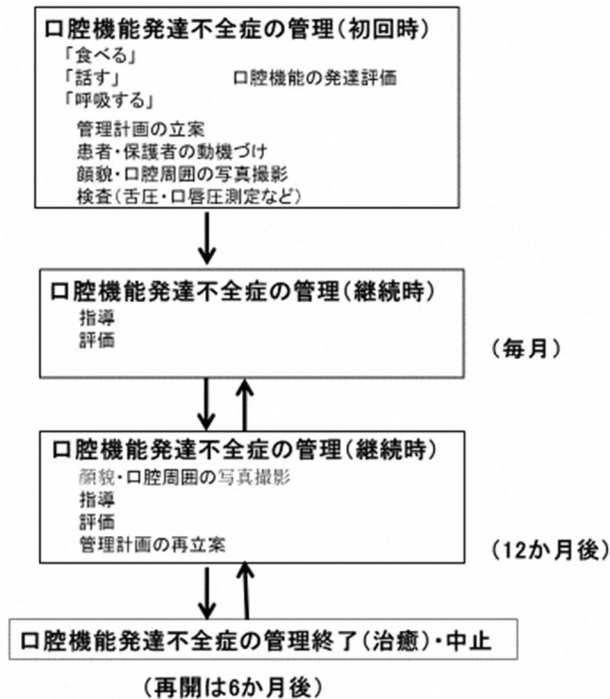 口腔機能発達不全症の管理（初回時）
「食べる」
「話す」 口腔機能の発達評価
「呼吸する」
管理計画の立案
患者・保護者の動機づけ
顔貌・口腔周囲の写真撮影
検査（舌圧・口唇圧測定など）
口腔機能発達不全症の管理（継続時）
指導
評価
（毎月）
口腔機能発達不全症の管理（継続時）
顔貌・口腔周囲の写真撮影
指導
評価
管理計画の再立案
（12か月後）
口腔機能発達不全症の管理終了（治癒）・中止
（再開は6か月後）